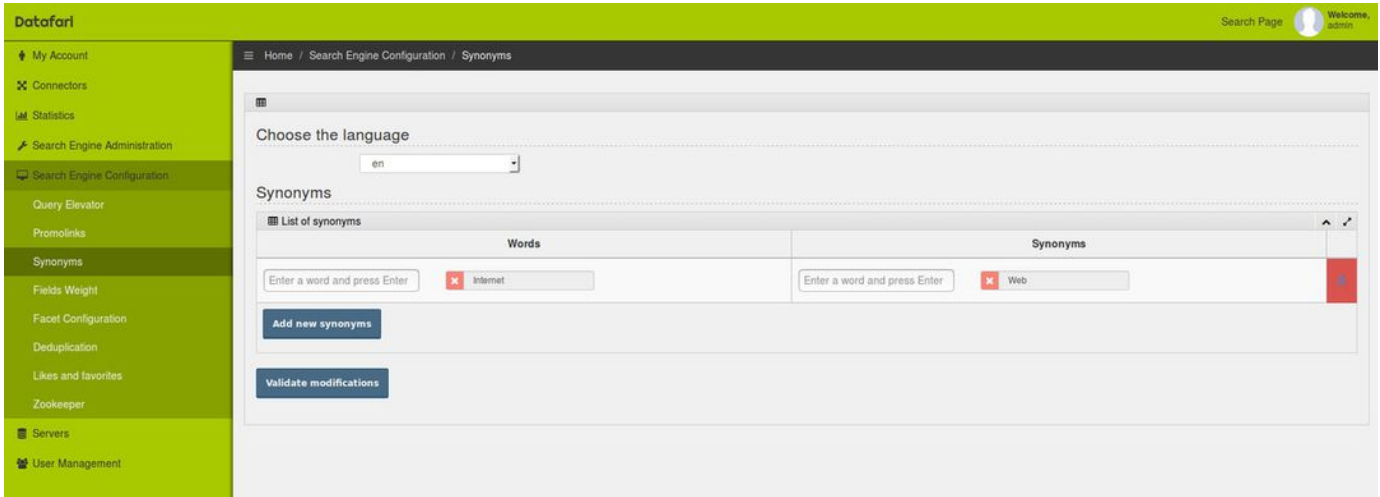 Datafari
Search Page
Welcome,
admin
My Account
Connectors
Statistics
Search Engine Administration
Search Engine Configuration
Query Elevator
Promolinks
Synonyms
Fields Weight
Facet Configuration
Deduplication
Likes and favorites
Zookeeper
Servers
User Management
Home / Search Engine Configuration / Synonyms
Choose the language
en
Synonyms
List of synonyms
Words Synonyms
Enter a word and press Enter Internet Enter a word and press Enter Web
Add new synonyms
Validate modifications